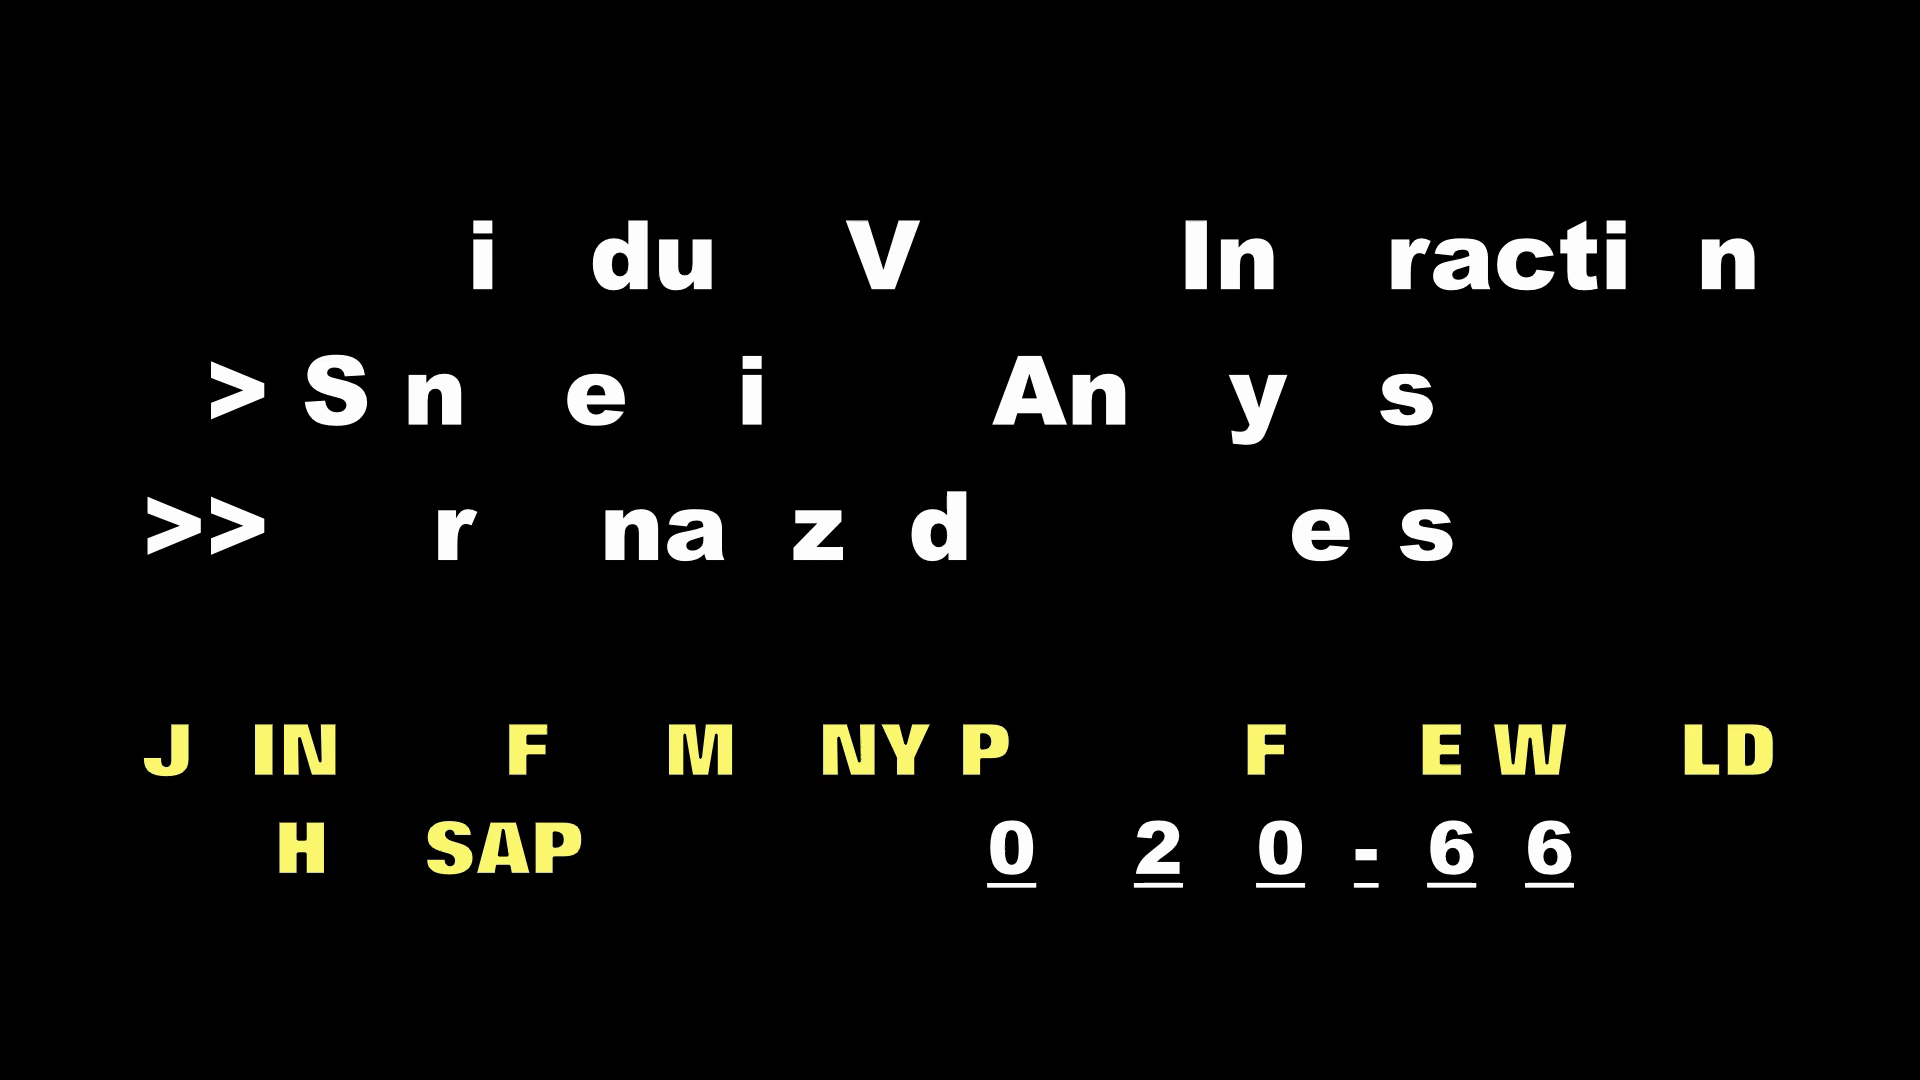 i du V In racti n
> S n e i An y s
>> r na z d e s
J IN F M NY P F E W LD
H SAP 0 2 0 - 6 6